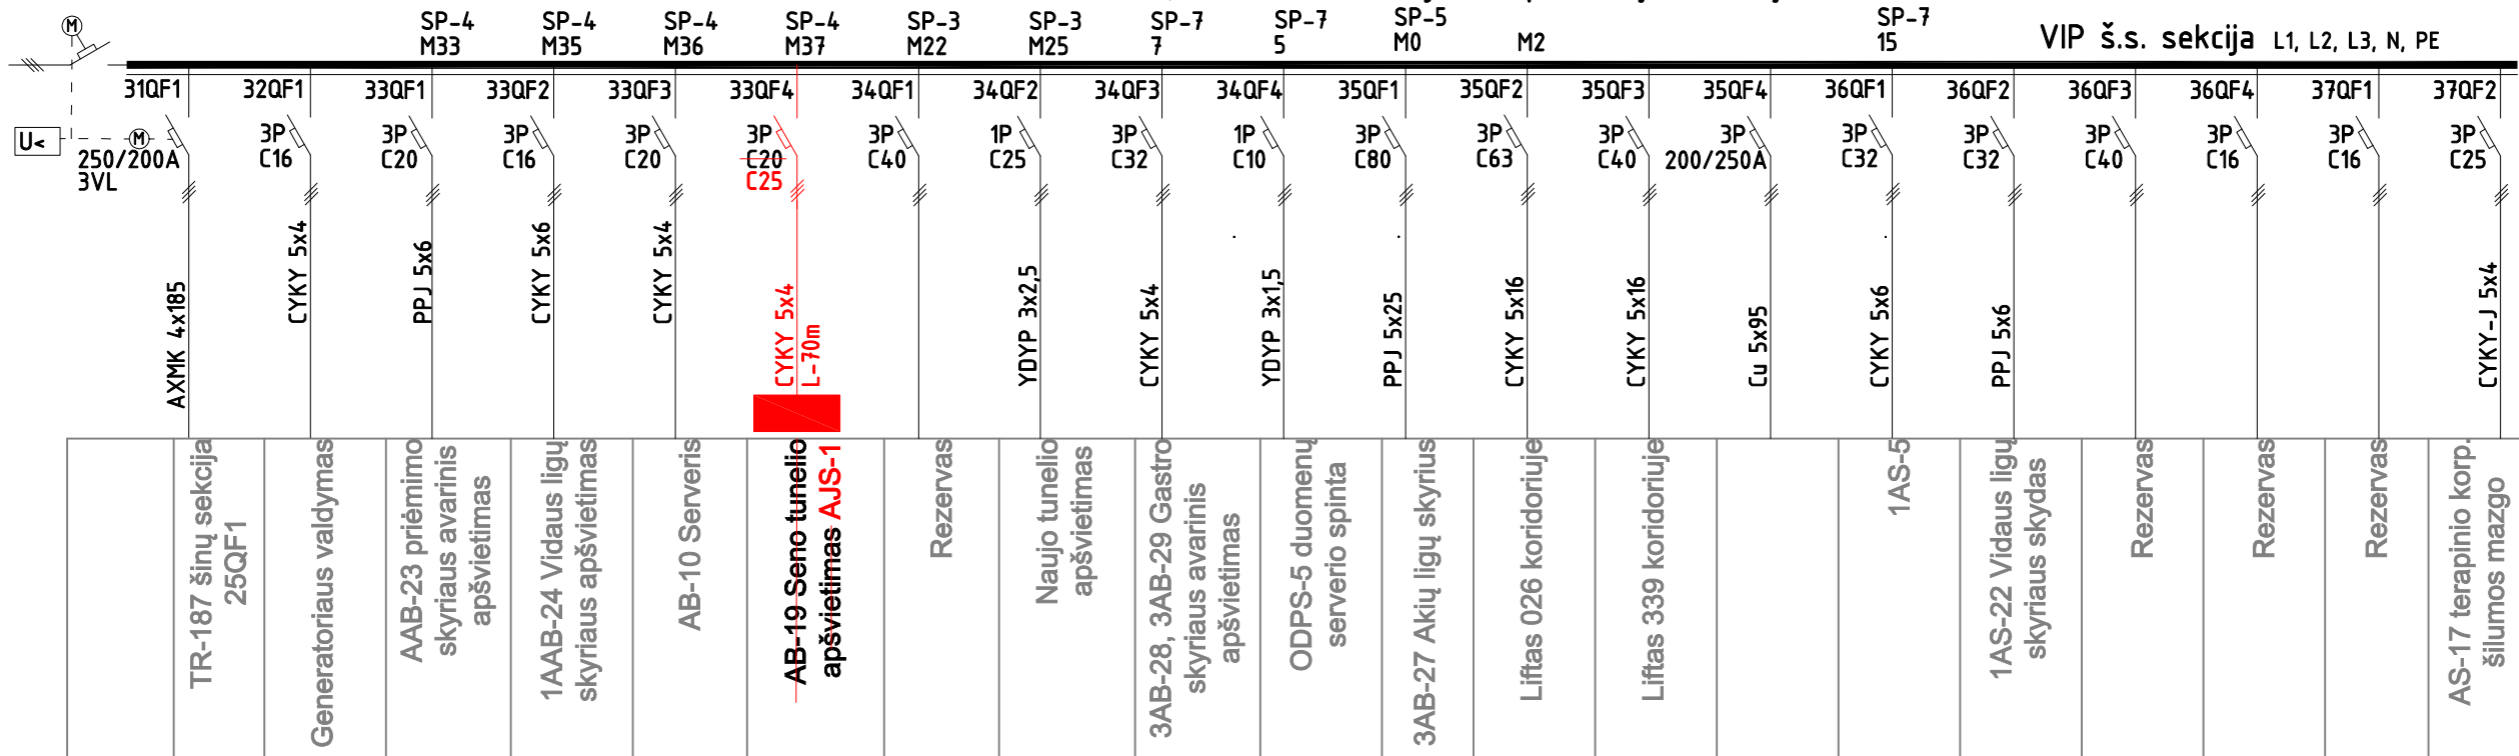 SP-4 SP-4 SP-4 SP-4 SP-3 SP-3 SP-7 SP-7 SP-5 SP-7
M33 M35 M36 M37 M22 M25 7 5 M0 M2 15
VIP š.s. sekcija L1, L2, L3, N, PE
M
31QF1 32QF1 33QF1 33QF2 33QF3 33QF4 34QF1 34QF2 34QF3 34QF4 35QF1 35QF2 35QF3 35QF4 36QF1 36QF2 36QF3 36QF4 37QF1 37QF2
U< M 3P 3P 3P 3P 3P 3P 1P 3P 1P 3P 3P 3P 3P 3P 3P 3P 3P 3P 3P
250/200A C16 C20 C16 C20 C20 C40 C25 C32 C10 C80 C63 C40 200/250A C32 C32 C40 C16 C16 C25
3VL C25
AXMK 4x185
CYKY 5x4
PPJ 5x6
CYKY 5x6
CYKY 5x4
CYKY 5x4
L-70m
YDYP 3x2,5
CYKY 5x4
YDYP 3x1,5
PPJ 5x25
CYKY 5x16
CYKY 5x16
Cu 5x95
CYKY 5x6
PPJ 5x6
CYKY-J 5x4
TR-187 šinų sekcija
25QF1
Generatoriaus valdymas
AAB-23 priėmimo
skyriaus avarinis
apšvietimas
1AAB-24 Vidaus ligų
skyriaus apšvietimas
AB-10 Serveris
AB-19 Seno tunelio
apšvietimas AJS-1
Rezervas
Naujo tunelio
apšvietimas
3AB-28, 3AB-29 Gastro
skyriaus avarinis
apšvietimas
ODPS-5 duomenų
serverio spinta
3AB-27 Akių ligų skyrius
Liftas 026 koridoriuje
Liftas 339 koridoriuje
1AS-5
1AS-22 Vidaus ligų
skyriaus skydas
Rezervas
Rezervas
Rezervas
AS-17 terapinio korp.
šilumos mazgo